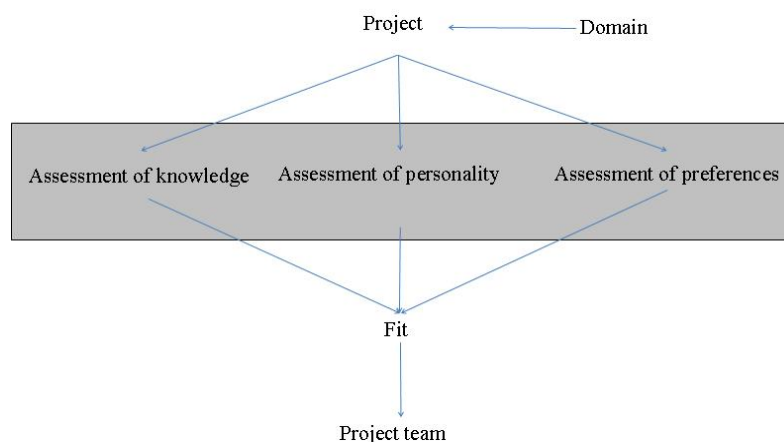 Project
Domain
Assessment of knowledge
Assessment of personality
Assessment of preferences
Fit
Project team